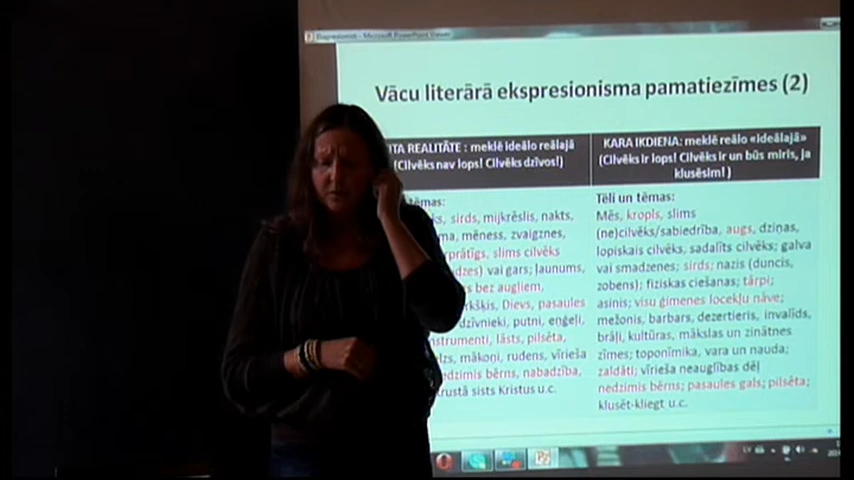 Ekspresionisms - Microsoft PowerPoint Viewer
Vācu literārā ekspresionisma pamatiezīmes (2)
REALITĀTE : meklē ideālo reālajā
(Cilvēks nav lops! Cilvēks dzīvos!)
tēmas:
sirds, mijkrēslis, nakts,
mēness, zvaigznes,
slims cilvēks
vai gars; ļaunums,
bez augļiem,
Dievs, pasaules
dzīvnieki, putni, eņģeļi,
lāsts, pilsēta,
mākoņi, rudens, vīrieša
bērns, nabadzība,
sists Kristus u.c.
KARA IKDIENA: meklē reālo «ideālajā»
(Cilvēks ir lops! Cilvēks ir un būs miris, ja
klusēsim! )
Tēli un tēmas:
Mēs, kropls, slims
(ne)cilvēks/sabiedrība, augs, dziņas,
lopiskais cilvēks, sadalīts cilvēks; galva
vai smadzenes; sirds; nazis (duncis,
zobens); fiziskas ciešanas; tārpi;
asinis; visu ģimenes locekļu nāve;
mežonis, barbars, dezertieris, invalīds,
brāļi, kultūras, mākslas un zinātnes
zīmes; toponīmika, vara un nauda;
zaldāti; vīrieša neauglības dēļ
nedzimis bērns; pasaules gals; pilsēta;
klusēt-kliegt u.c.
LV